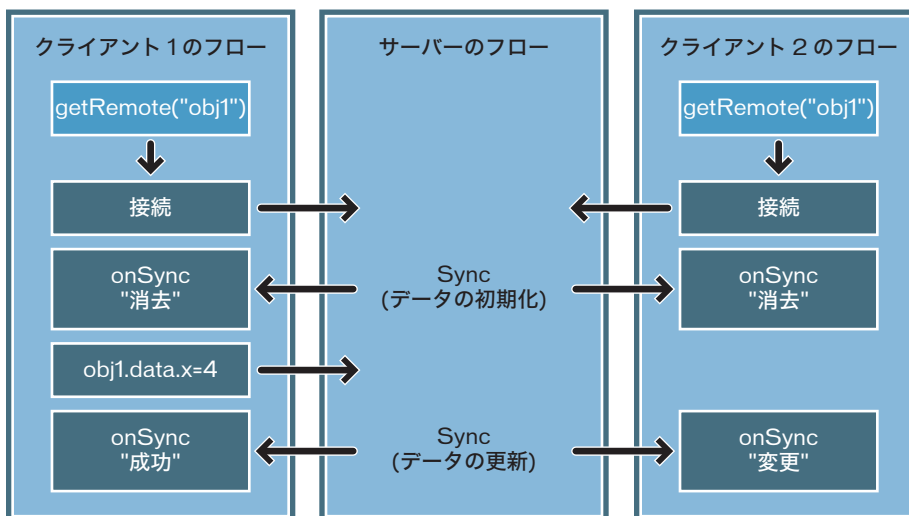 クライアント 1のフロー
getRemote("obj1")
接続
onSync
"消去"
obj1.data.x=4
onSync
"成功"
サーバーのフロー
Sync
(データの初期化)
Sync
(データの更新)
クライアント 2 のフロー
getRemote("obj1")
接続
onSync
"消去"
onSync
"変更"